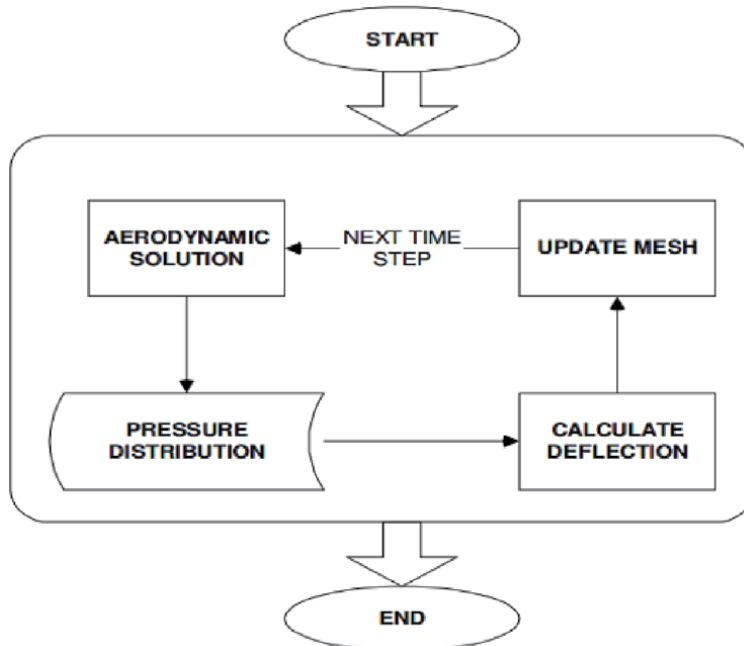 START
AERODYNAMIC
SOLUTION
NEXT TIME
STEP
UPDATE MESH
PRESSURE
DISTRIBUTION
CALCULATE
DEFLECTION
END